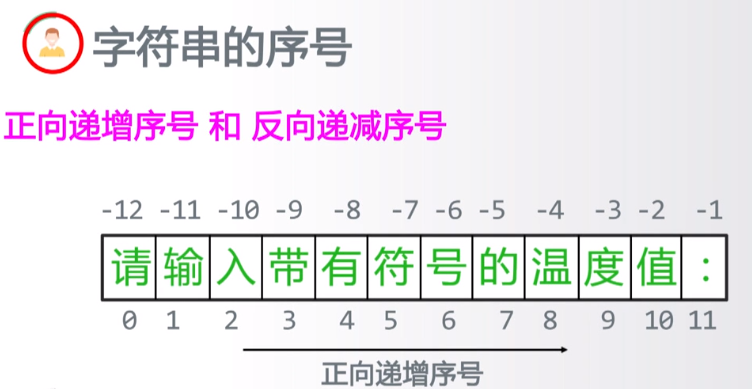 字符串的序号
正向递增序号 和 反向递减序号
-12 -11 -10 -9 -8 -7 -6 -5 -4 -3 -2 -1
请输入带有符号的温度值:
0 1 2 3 4 5 6 7 8 9 10 11
正向递增序号